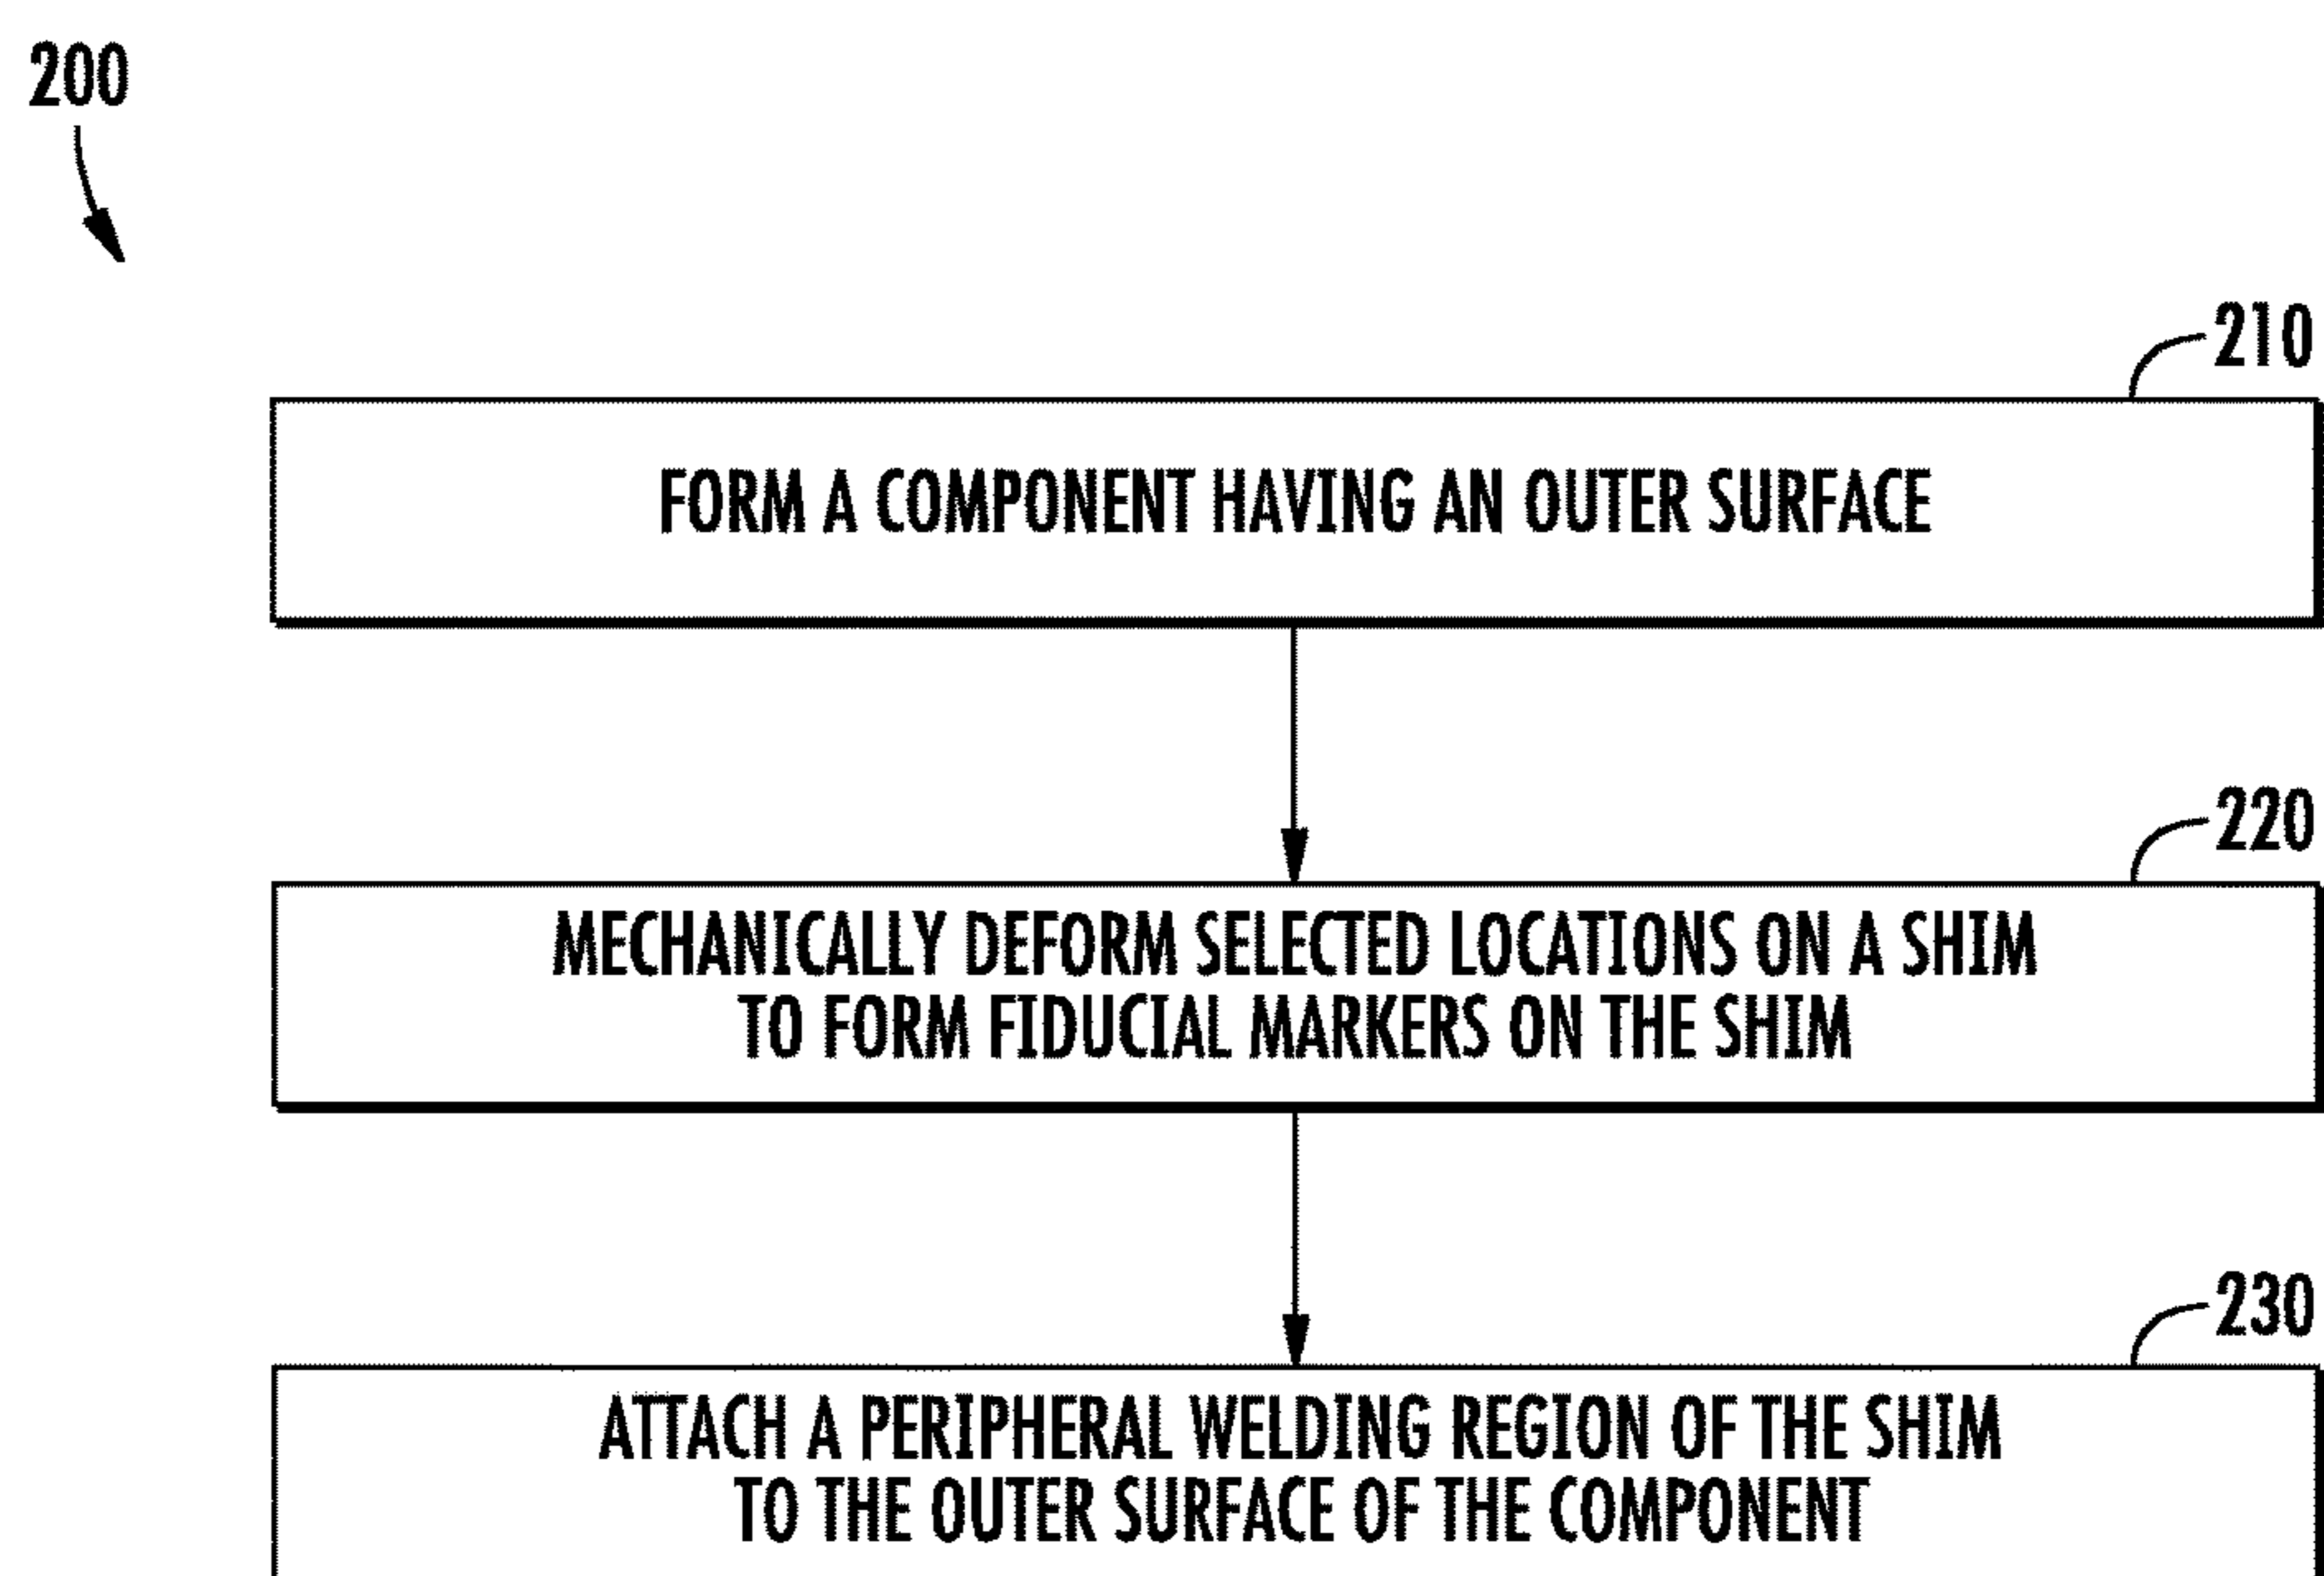 200
210
FORM A COMPONENT HAVING AN OUTER SURFACE
220
MECHANICALLY DEFORM SELECTED LOCATIONS ON A SHIM
TO FORM FIDUCIAL MARKERS ON THE SHIM
230
ATTACH A PERIPHERAL WELDING REGION OF THE SHIM
TO THE OUTER SURFACE OF THE COMPONENT